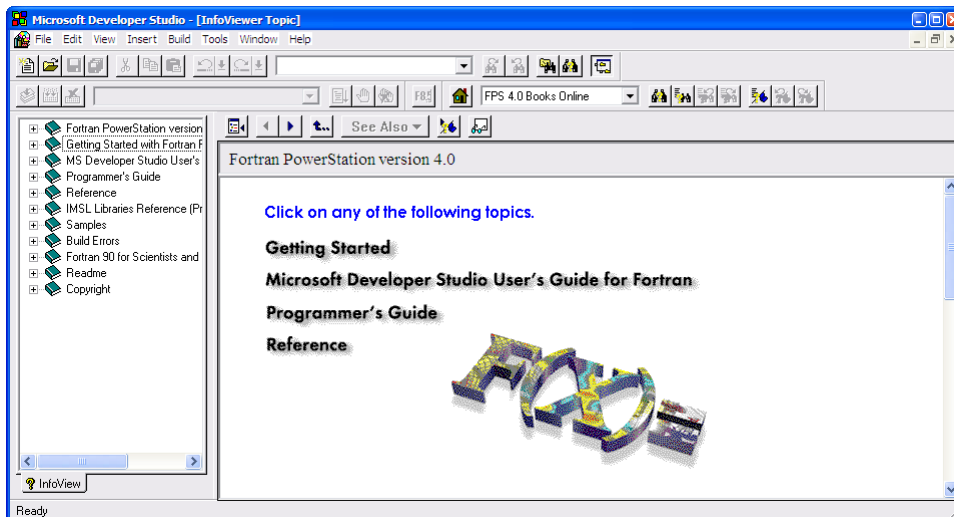 Microsoft Developer Studio - [InfoViewer Topic]
File Edit View Insert Build Tools Window Help
FPS 4.0 Books Online
See Also
Fortran PowerStation version
Getting Started with Fortran
MS Developer Studio User's
Programmer's Guide
Reference
IMSL Libraries Reference (Pr
Samples
Build Errors
Fortran 90 for Scientists and
Readme
Copyright
InfoView
Fortran PowerStation version 4.0
Click on any of the following topics.
Getting Started
Microsoft Developer Studio User's Guide for Fortran
Programmer's Guide
Reference
F(X)=
Ready